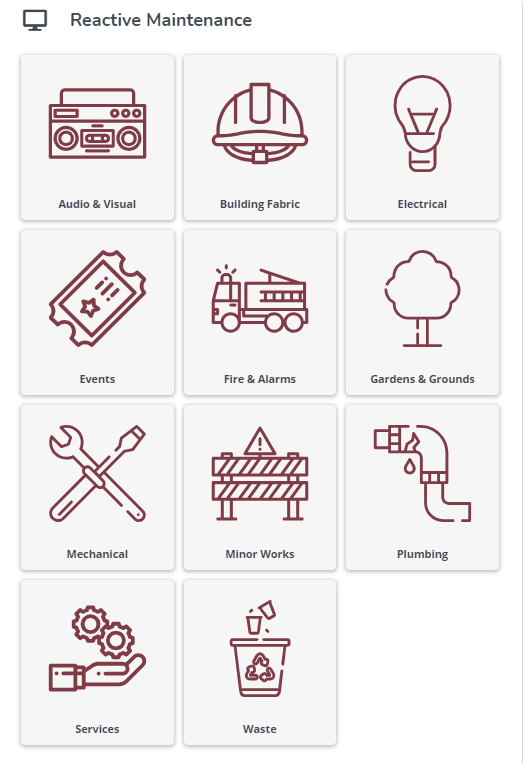 Reactive Maintenance
Audio & Visual
Building Fabric
Electrical
Events
Fire & Alarms
Gardens & Grounds
Mechanical
Minor Works
Plumbing
Services
Waste